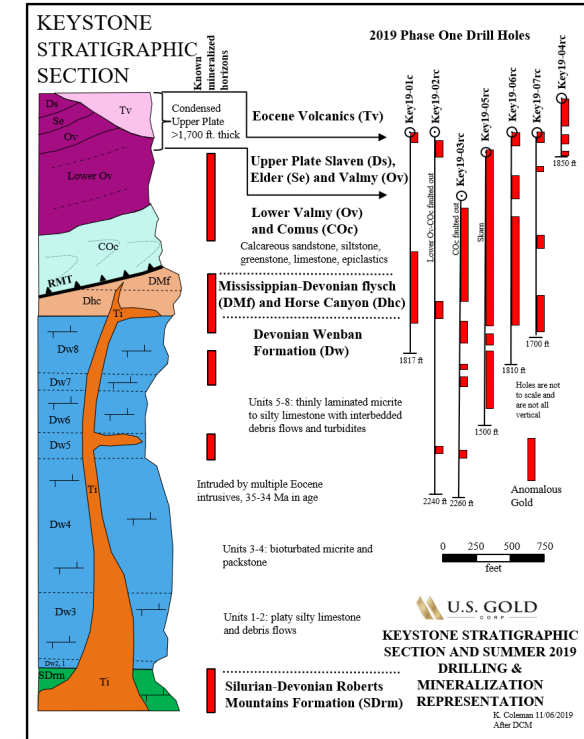 KEYSTONE
STRATIGRAPHIC
SECTION
Known
mineralized
horizons
2019 Phase One Drill Holes
Key19-01c
Key19-02rc
Key19-03rc
Key19-05rc
Key19-06rc
Key19-07rc
Key19-04rc
Ds
Se
Ov
Tv
Lower Ov
COc
RMT
DMf
Dhc
Ti
Dw8
Dw7
Dw6
Dw5
Ti
Dw4
Dw3
Dw2, 1
SDrm
Ti
Condensed
Upper Plate
>1,700 ft. thick
Eocene Volcanics (Tv)
Upper Plate Slaven (Ds),
Elder (Se) and Valmy (Ov)
Lower Valmy (Ov)
and Comus (COc)
Calcareous sandstone, siltstone,
greenstone, limestone, epiclastics
Mississippian-Devonian flysch
(DMf) and Horse Canyon (Dhc)
Devonian Wenban
Formation (Dw)
Units 5-8: thinly laminated micrite
to silty limestone with interbedded
debris flows and turbidites
Intruded by multiple Eocene
intrusives, 35-34 Ma in age
Units 3-4: bioturbated micrite and
packstone
Units 1-2: platy silty limestone
and debris flows
Silurian-Devonian Roberts
Mountains Formation (SDrm)
Lower Ov-COc faulted out
COc faulted out
Skarn
1817 ft
2240 ft
2260 ft
1500 ft
1810 ft
1700 ft
1850 ft
Holes are not
to scale and
are not all
vertical
Anomalous
Gold
0 250 500 750
feet
U.S. GOLD
CORP
KEYSTONE STRATIGRAPHIC
SECTION AND SUMMER 2019
DRILLING &
MINERALIZATION
REPRESENTATION
K. Coleman 11/06/2019
After DCM